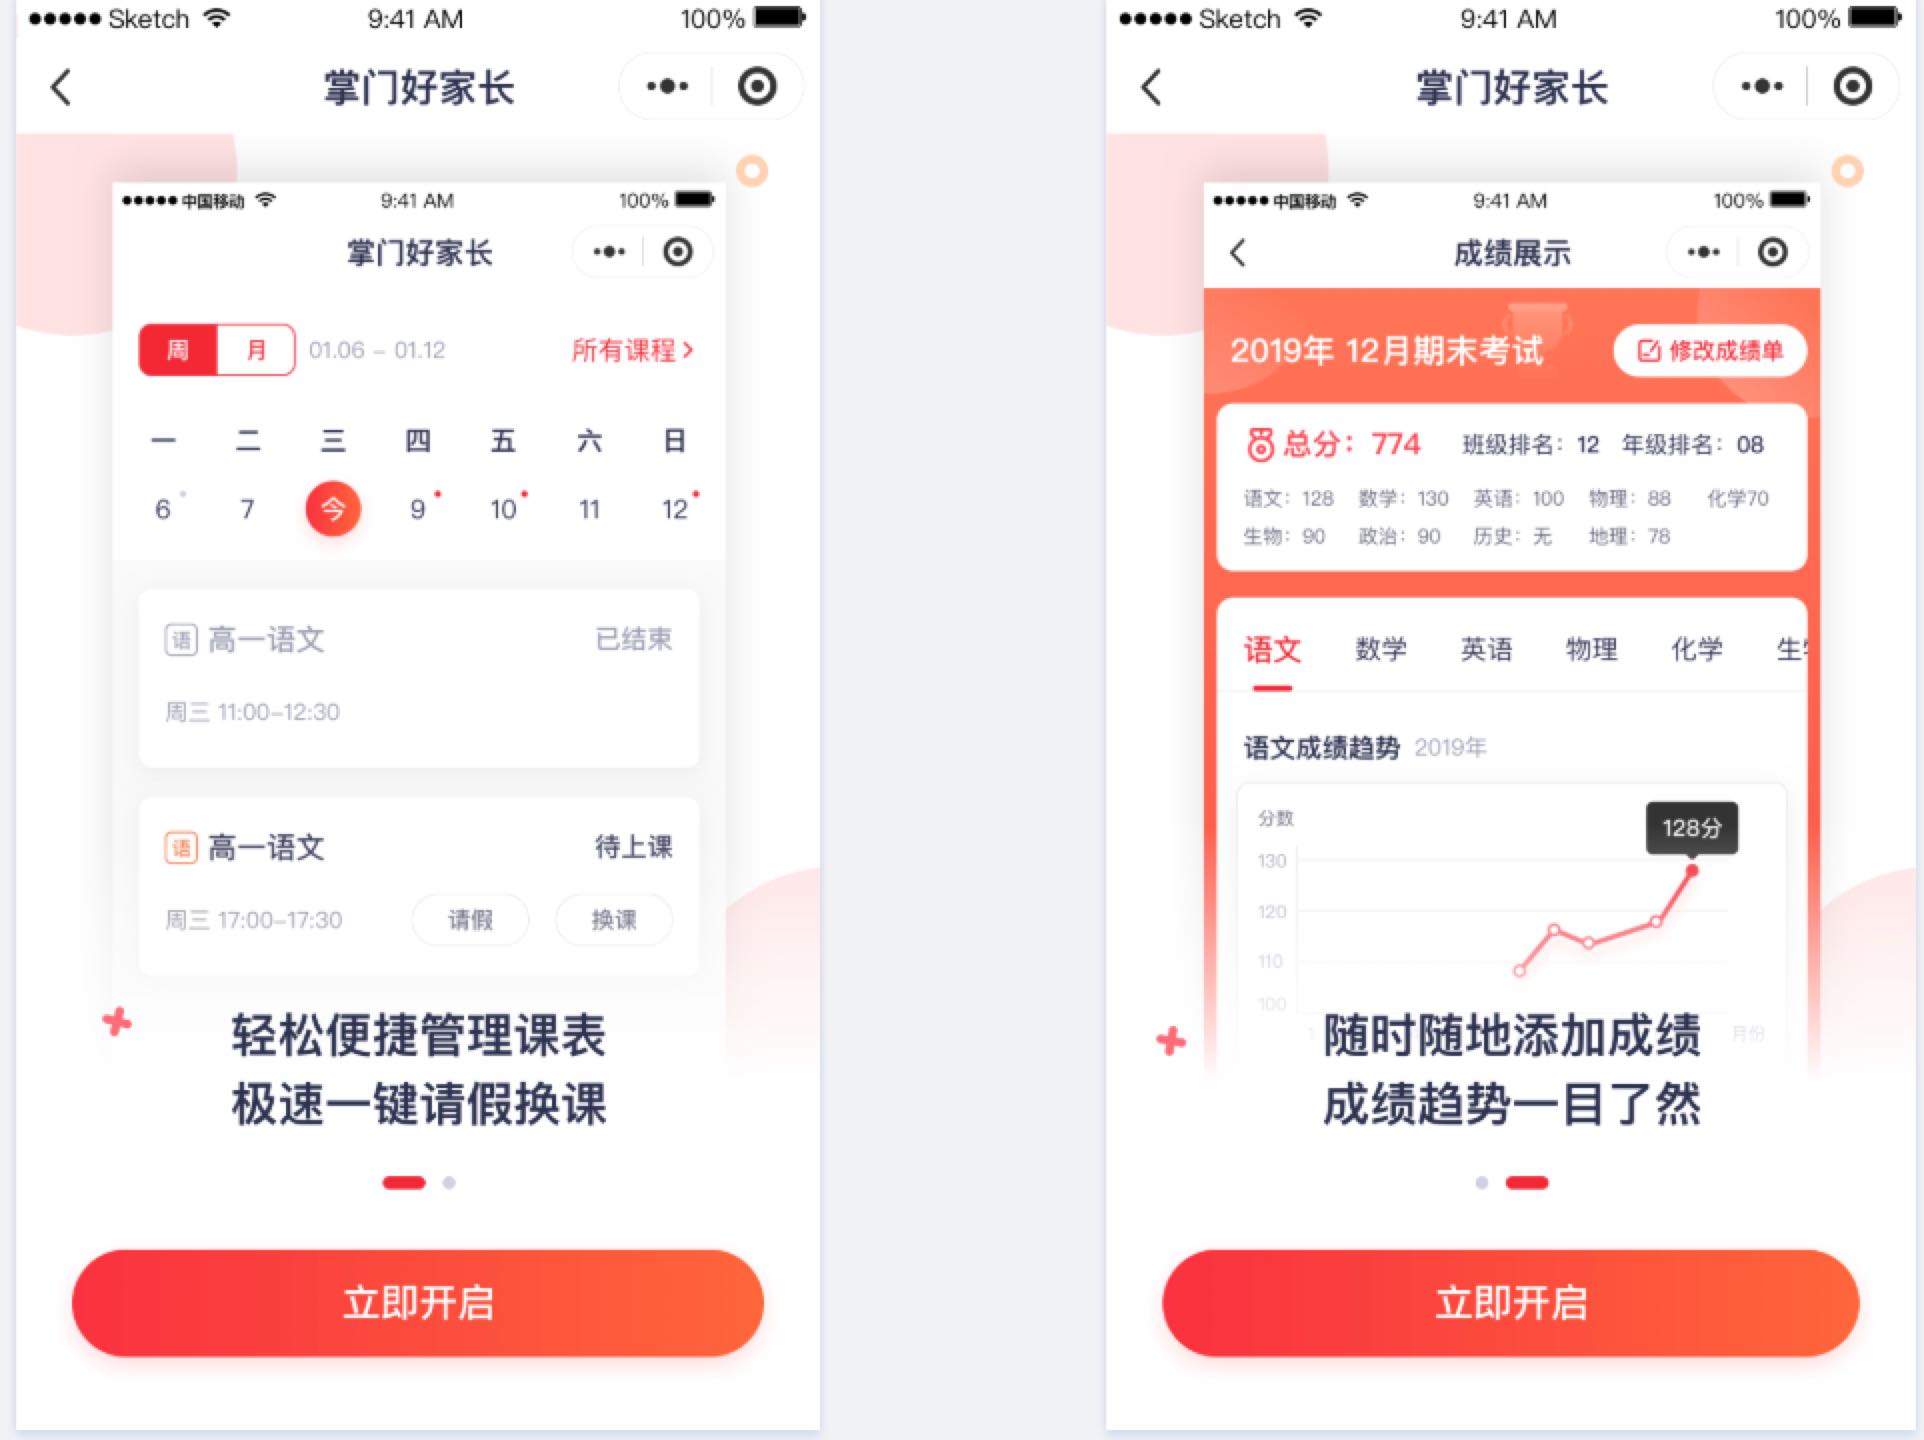 Sketch 9:41 AM 100%
掌门好家长
中国移动 9:41 AM 100%
掌门好家长
周 月 01.06 – 01.12 所有课程
一 二 三 四 五 六 日
6 7 今 9 10 11 12
语 高一语文 已结束
周三 11:00-12:30
语 高一语文 待上课
周三 17:00-17:30 请假 换课
轻松便捷管理课表
极速一键请假换课
立即开启
Sketch 9:41 AM 100%
掌门好家长
中国移动 9:41 AM 100%
成绩展示
2019年 12月期末考试 修改成绩单
总分：774 班级排名：12 年级排名：08
语文：128 数学：130 英语：100 物理：88 化学70
生物：90 政治：90 历史：无 地理：78
语文 数学 英语 物理 化学 生
语文成绩趋势 2019年
分数
128分
130
120
110
100
1 月份
随时随地添加成绩
成绩趋势一目了然
立即开启